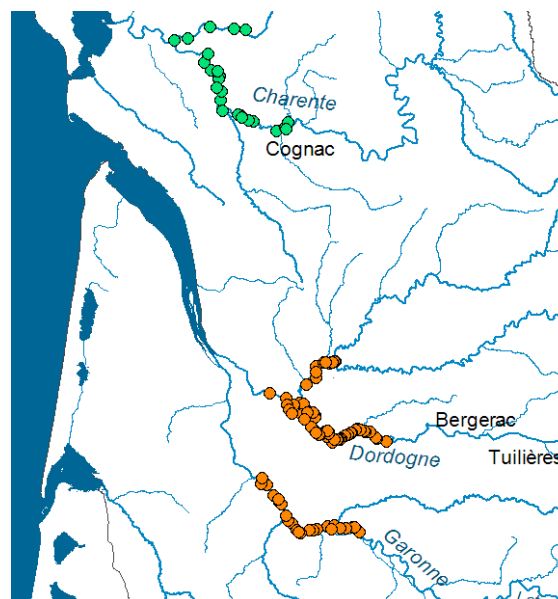 Charente
Cognac
Bergerac
Dordogne
Tuilières
Garonne